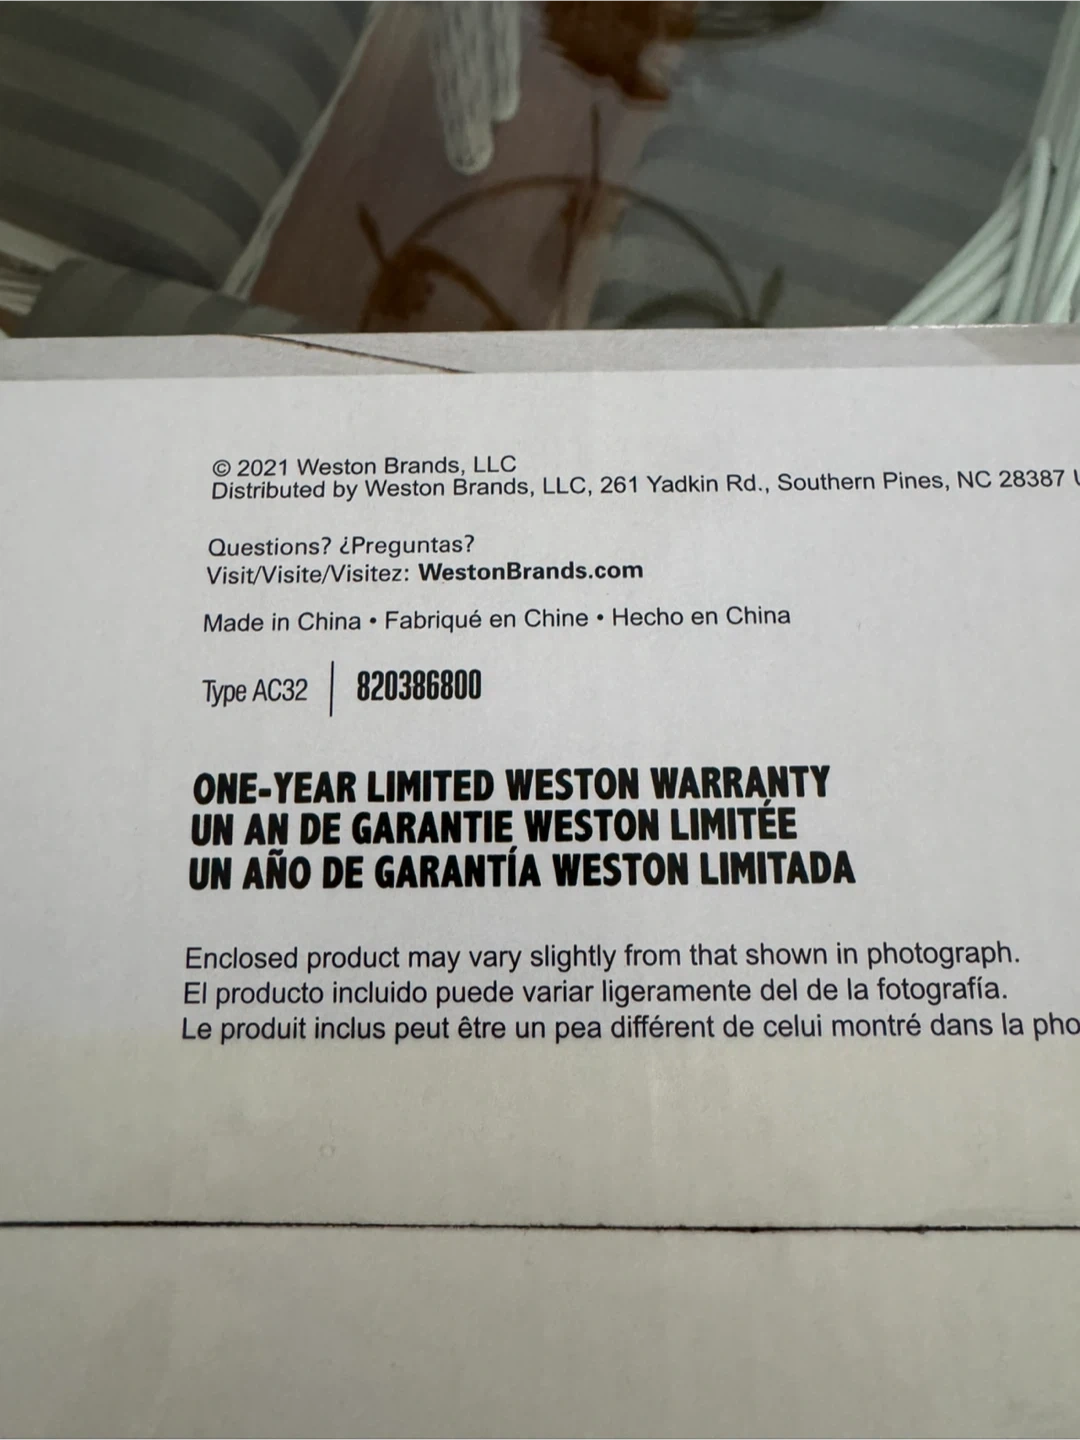 © 2021 Weston Brands, LLC
Distributed by Weston Brands, LLC, 261 Yadkin Rd., Southern Pines, NC 28387
Questions? ¿Preguntas?
Visit/Visite/Visitez: WestonBrands.com
Made in China • Fabriqué en Chine • Hecho en China
Type AC32 | 820386800
ONE-YEAR LIMITED WESTON WARRANTY
UN AN DE GARANTIE WESTON LIMITÉE
UN AÑO DE GARANTÍA WESTON LIMITADA
Enclosed product may vary slightly from that shown in photograph.
El producto incluido puede variar ligeramente del de la fotografía.
Le produit inclus peut être un pea différent de celui montré dans la pho